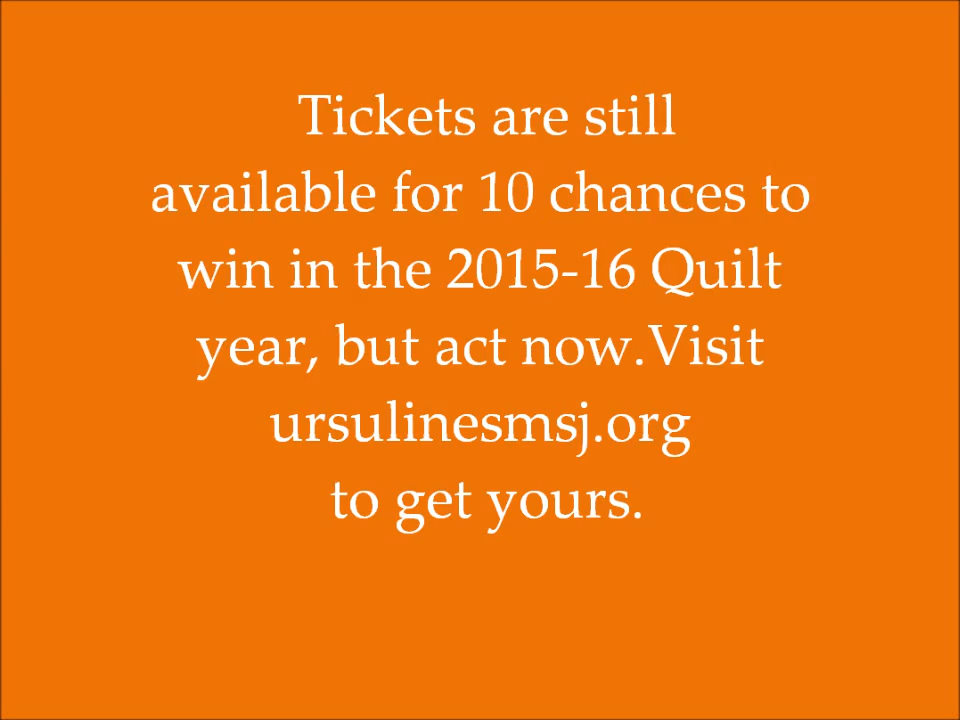 Tickets are still
available for 10 chances to
win in the 2015-16 Quilt
year, but act now.Visit
ursulinesmsj.org
to get yours.